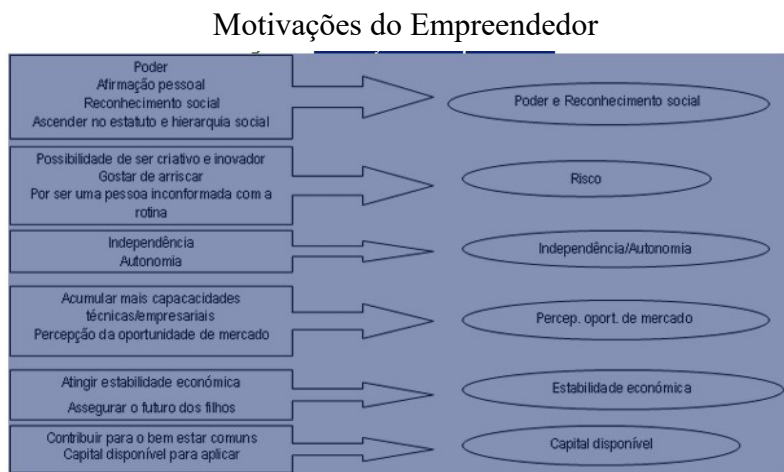 Motivações do Empreendedor
Poder
Afirmação pessoal
Reconhecimento social
Ascender no estatuto e hierarquia social
Poder e Reconhecimento social
Possibilidade de ser criativo e inovador
Gostar de arriscar
Por ser uma pessoa inconformada com a
rotina
Risco
Independência
Autonomia
Independência/Autonomia
Acumular mais capacacidades
técnicas/empresariais
Percepção da oportunidade de mercado
Percep. oport. de mercado
Atingir estabilidade económica
Assegurar o futuro dos filhos
Estabilidade económica
Contribuir para o bem estar comuns
Capital disponível para aplicar
Capital disponível